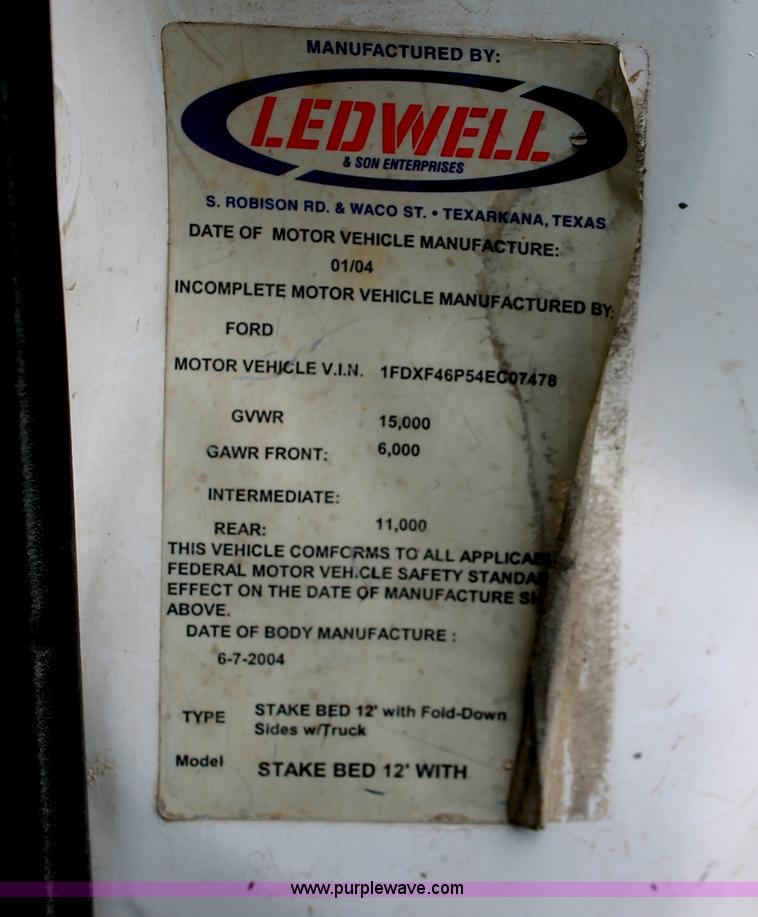 MANUFACTURED BY:
LEDWELL
& SON ENTERPRISES
S. ROBISON RD. & WACO ST. • TEXARKANA, TEXAS
DATE OF MOTOR VEHICLE MANUFACTURE:
01/04
INCOMPLETE MOTOR VEHICLE MANUFACTURED BY:
FORD
MOTOR VEHICLE V.I.N. 1FDXF46P54EC07478
GVWR 15,000
GAWR FRONT: 6,000
INTERMEDIATE:
REAR: 11,000
THIS VEHICLE COMFORMS TO ALL
FEDERAL MOTOR VEHICLE SAFETY
EFFECT ON THE DATE OF MANUFACTURE
ABOVE.
DATE OF BODY MANUFACTURE :
6-7-2004
TYPE STAKE BED 12' with Fold-Down
Sides w/Truck
Model STAKE BED 12' WITH
www.purplewave.com